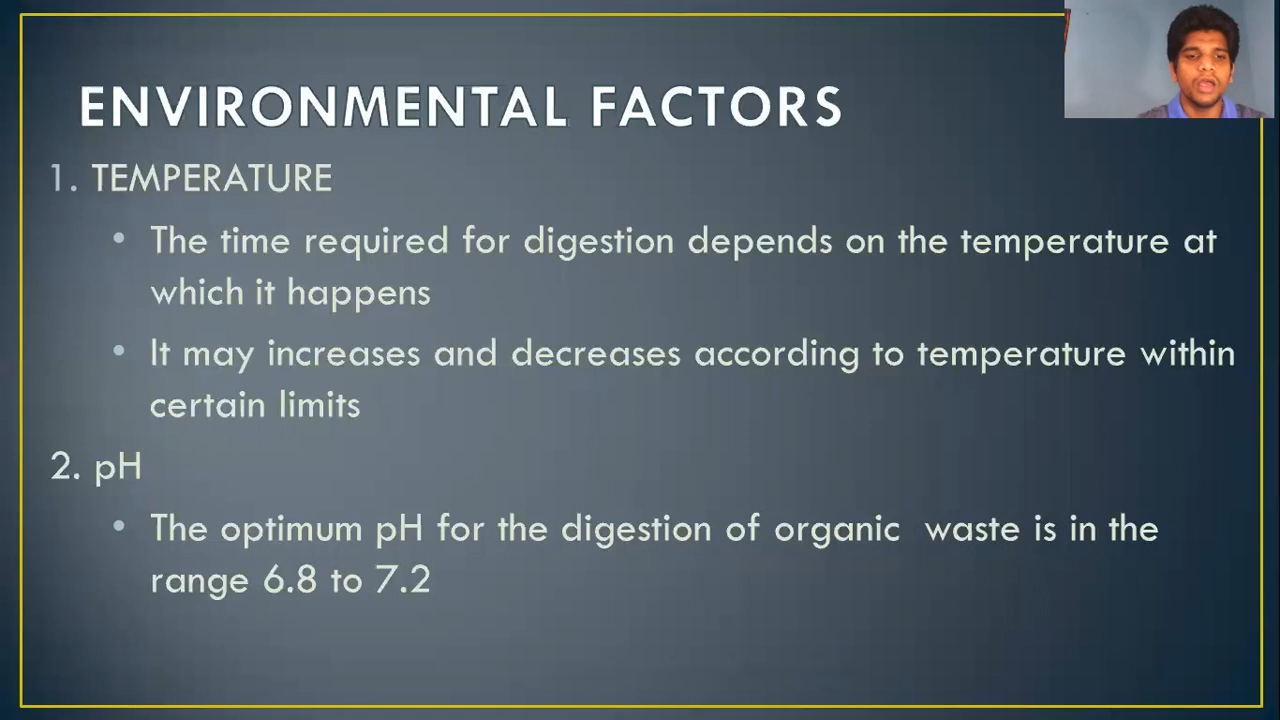 ENVIRONMENTAL FACTORS
1. TEMPERATURE
• The time required for digestion depends on the temperature at
which it happens
• It may increases and decreases according to temperature within
certain limits
2. pH
• The optimum pH for the digestion of organic waste is in the
range 6.8 to 7.2